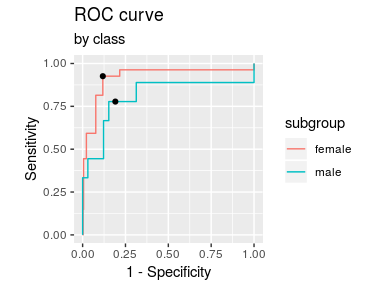 ROC curve
by class
1.00
0.75
0.50
0.25
0.00
Sensitivity
0.00 0.25 0.50 0.75 1.00
1 - Specificity
subgroup
female
male